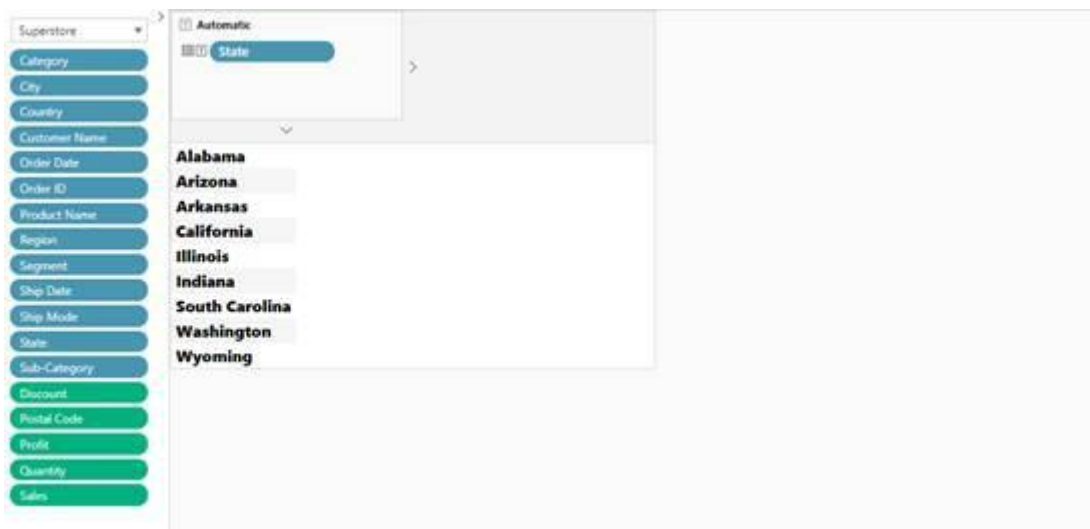 Superstore
Category
City
Country
Customer Name
Order Date
Order ID
Product Name
Region
Segment
Ship Date
Ship Mode
State
Sub-Category
Discount
Postal Code
Profit
Quantity
Sales
Automatic
State
Alabama
Arizona
Arkansas
California
Illinois
Indiana
South Carolina
Washington
Wyoming